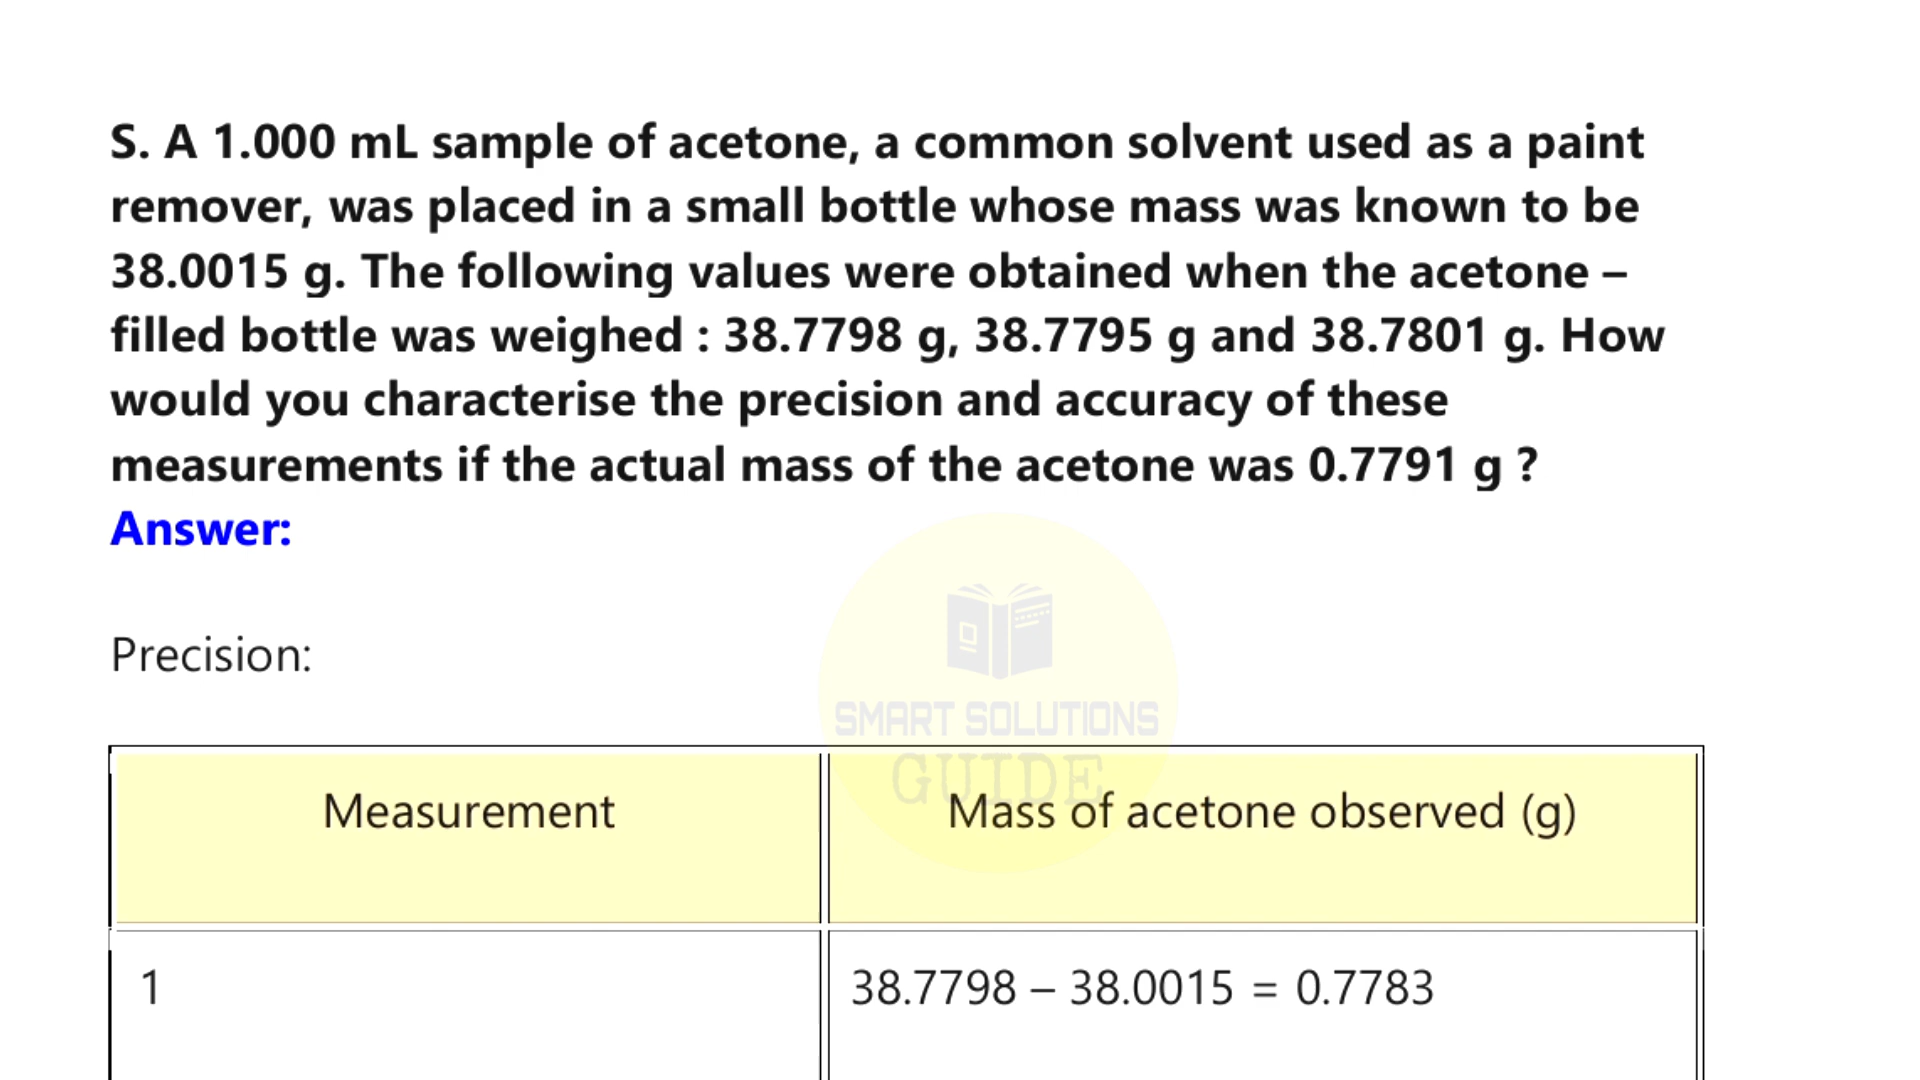 S. A 1.000 mL sample of acetone, a common solvent used as a paint
remover, was placed in a small bottle whose mass was known to be
38.0015 g. The following values were obtained when the acetone –
filled bottle was weighed : 38.7798 g, 38.7795 g and 38.7801 g. How
would you characterise the precision and accuracy of these
measurements if the actual mass of the acetone was 0.7791 g ?
Answer:
Precision:
SMART SOLUTIONS
GUIDE
Measurement
Mass of acetone observed (g)
1
38.7798 – 38.0015 = 0.7783